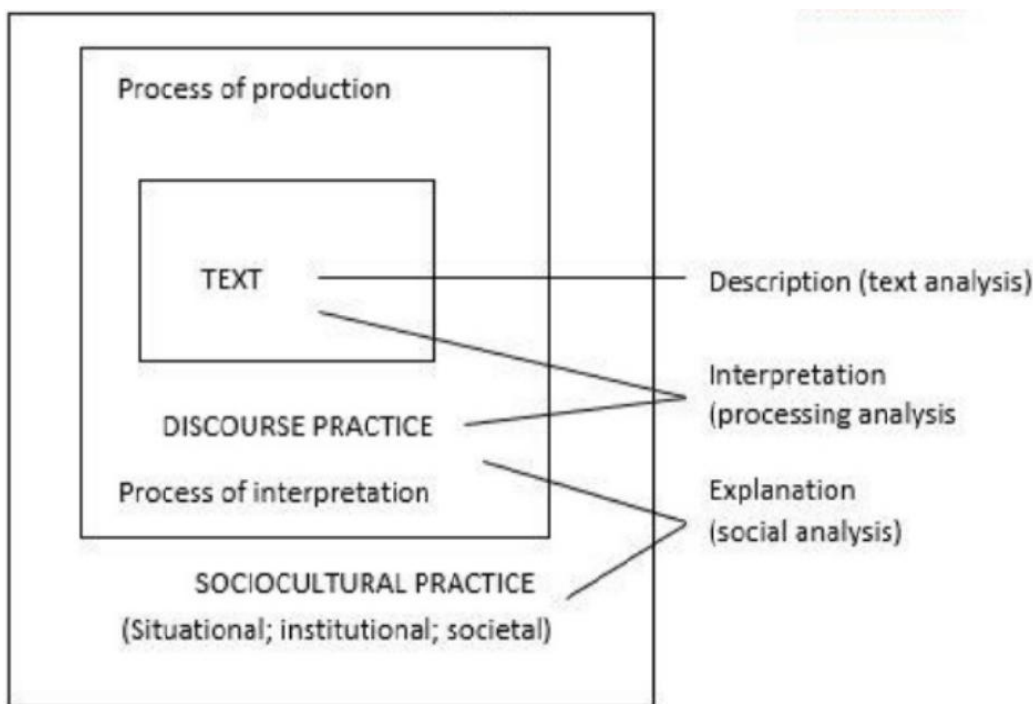 Process of production
TEXT
Description (text analysis)
Interpretation
(processing analysis
DISCOURSE PRACTICE
Process of interpretation
Explanation
(social analysis)
SOCIOCULTURAL PRACTICE
(Situational; institutional; societal)